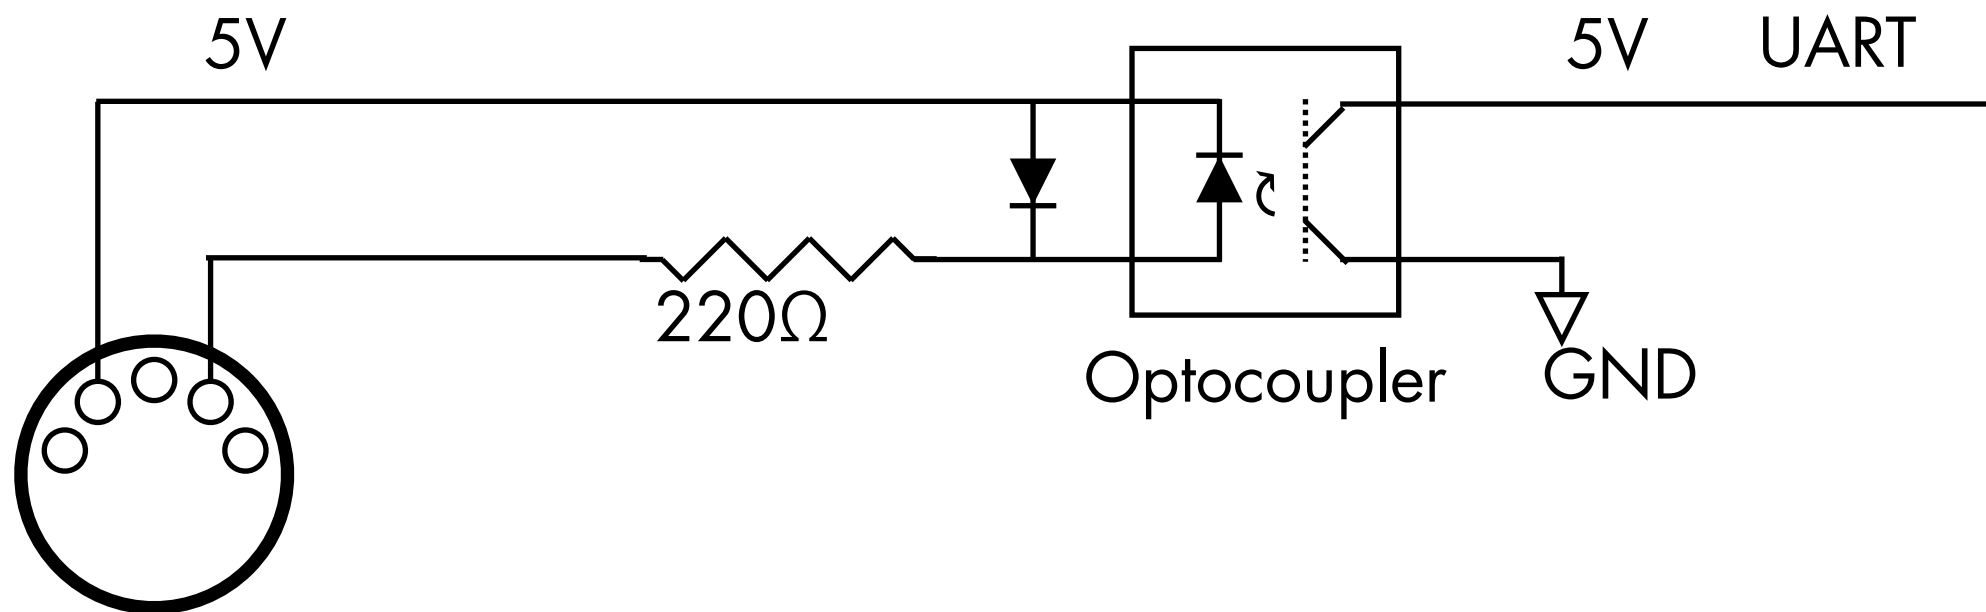 5V
5V
UART
220Ω
Optocoupler
GND